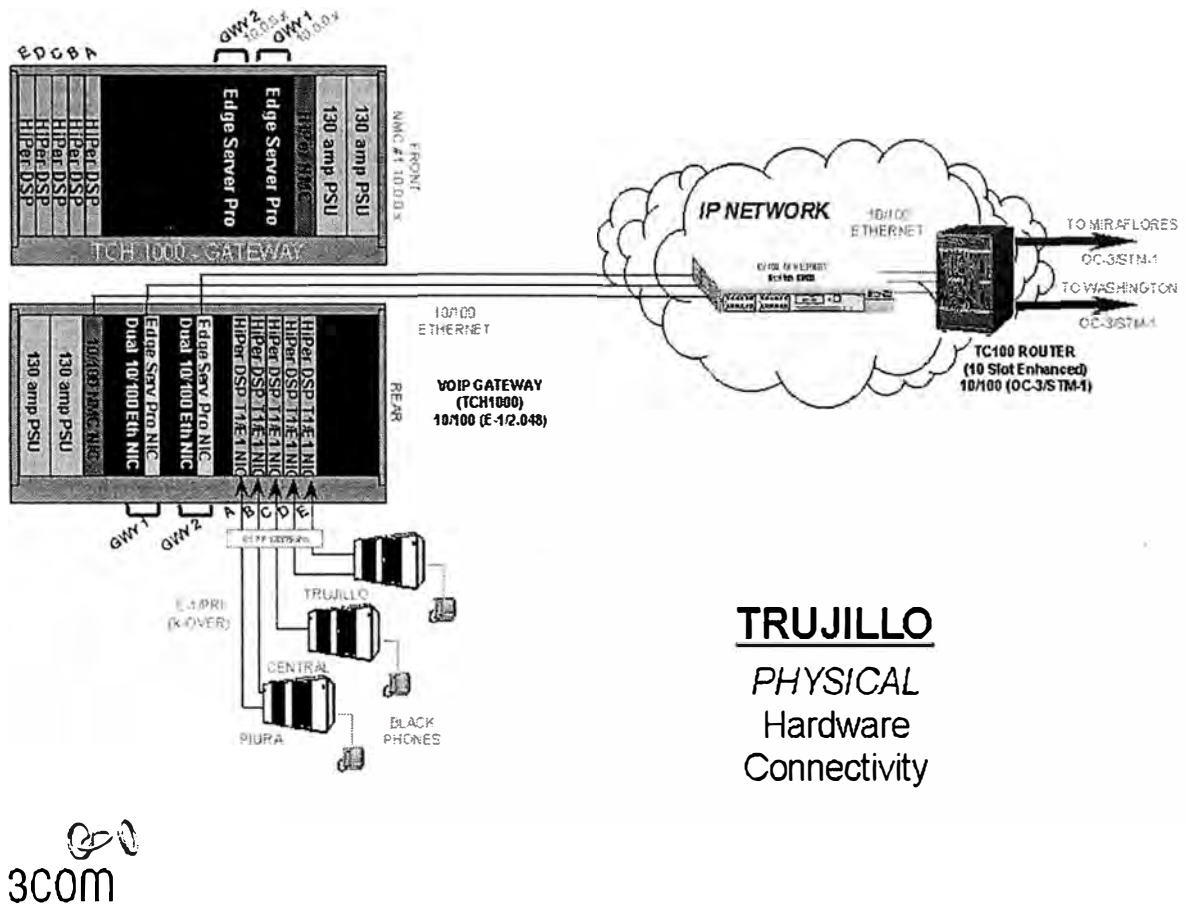 GWY 2
10.0.0.x
GWY 1
10.0.0.x
E
D
C
B
A
HiPer DSP
HiPer DSP
HiPer DSP
HiPer DSP
HiPer DSP
Edge Server Pro
Edge Server Pro
HiPer NMC
130 amp PSU
130 amp PSU
FRONT
NMC #1 10.0.0.x
TCH 1000 - GATEWAY
130 amp PSU
130 amp PSU
10/100 NMC NIC
Dual 10/100 Eth NIC
Edge Serv Pro NIC
Dual 10/100 Eth NIC
Edge Serv Pro NIC
HiPer DSP T1/E1 NIC
HiPer DSP T1/E1 NIC
HiPer DSP T1/E1 NIC
HiPer DSP T1/E1 NIC
HiPer DSP T1/E1 NIC
REAR
GWY 1
GWY 2
A
B
C
D
E
10/100
ETHERNET
VOIP GATEWAY
(TCH1000)
10/100 (E-1/2.048)
IP NETWORK
10/100
ETHERNET
TO MIRAFLORES
OC-3/STM-1
TO WASHINGTON
OC-3/STM-1
TC100 ROUTER
(10 Slot Enhanced)
10/100 (OC-3/STM-1)
E-1/PRI
(X-OVER)
TRUJILLO
CENTRAL
PIURA
BLACK
PHONES
TRUJILLO
PHYSICAL
Hardware
Connectivity
3com